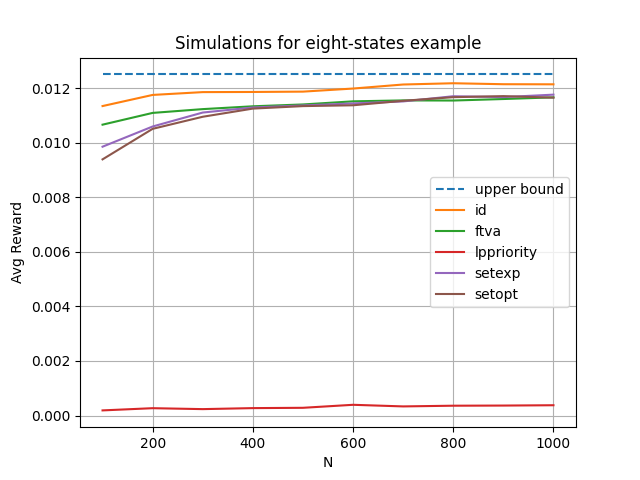 Simulations for eight-states example
0.012
0.010
0.008
0.006
0.004
0.002
0.000
Avg Reward
upper bound
id
ftva
lppriority
setexp
setopt
200
400
600
800
1000
N